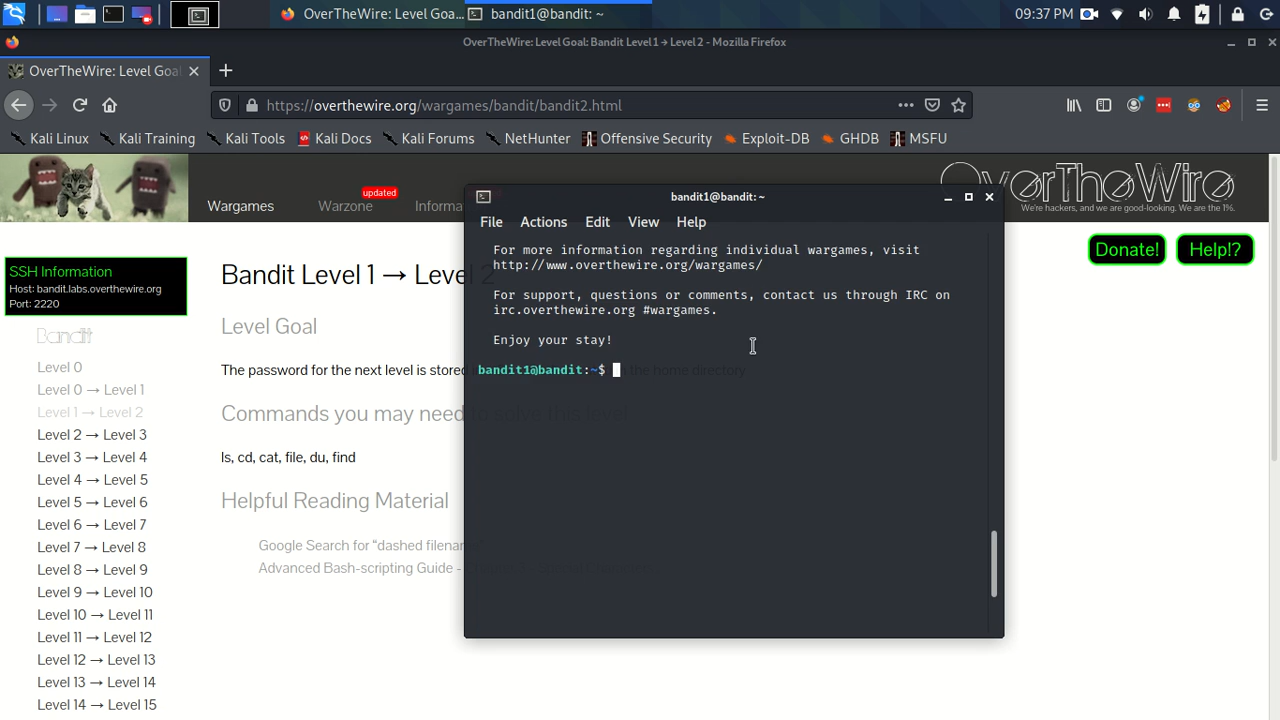 OverTheWire: Level Goa...
bandit1@bandit: ~
09:37 PM
OverTheWire: Level Goal: Bandit Level 1 → Level 2 - Mozilla Firefox
OverTheWire: Level Goal
https://overthewire.org/wargames/bandit/bandit2.html
Kali Linux
Kali Training
Kali Tools
Kali Docs
Kali Forums
NetHunter
Offensive Security
Exploit-DB
GHDB
MSFU
Wargames
Warzone
updated
Informa
OverTheWire
We're hackers, and we are good-looking. We are the 1%.
Donate!
Help!?
SSH Information
Host: bandit.labs.overthewire.org
Port: 2220
Bandit
Level 0
Level 0 → Level 1
Level 1 → Level 2
Level 2 → Level 3
Level 3 → Level 4
Level 4 → Level 5
Level 5 → Level 6
Level 6 → Level 7
Level 7 → Level 8
Level 8 → Level 9
Level 9 → Level 10
Level 10 → Level 11
Level 11 → Level 12
Level 12 → Level 13
Level 13 → Level 14
Level 14 → Level 15
Bandit Level 1 → Level 2
Level Goal
The password for the next level is stored in the home directory
Commands you may need to solve this level
ls, cd, cat, file, du, find
Helpful Reading Material
Google Search for “dashed filename”
Advanced Bash-scripting Guide -
bandit1@bandit: ~
File Actions Edit View Help
For more information regarding individual wargames, visit
http://www.overthewire.org/wargames/
For support, questions or comments, contact us through IRC on
irc.overthewire.org #wargames.
Enjoy your stay!
bandit1@bandit:~$